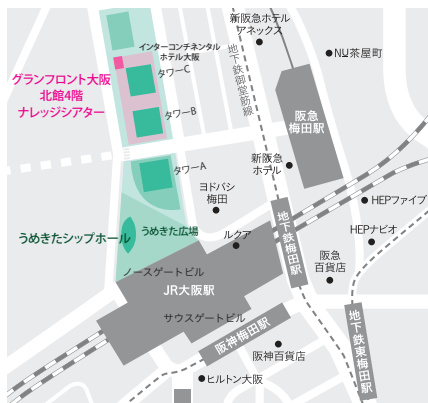 新阪急ホテル
アネックス
インターコンチネンタル
ホテル大阪
タワーC
グランフロント大阪
北館4階
ナレッジシアター
タワーB
地下鉄御堂筋線
NU茶屋町
阪急
梅田駅
タワーA
新阪急
ホテル
ヨドバシ
梅田
HEPファイブ
うめきたシップホール
うめきた広場
ルクア
地下鉄梅田駅
HEPナビオ
阪急
百貨店
ノースゲートビル
JR大阪駅
サウスゲートビル
阪神梅田駅
阪神百貨店
地下鉄東梅田駅
ヒルトン大阪